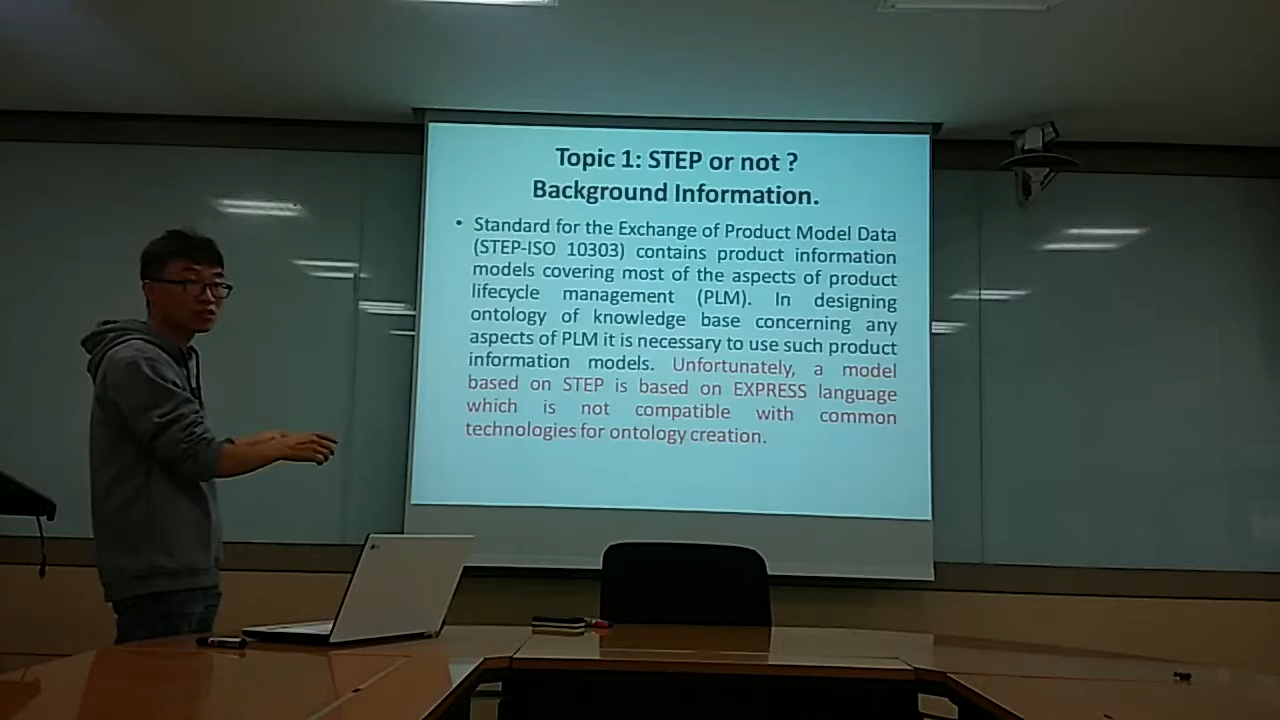 Topic 1: STEP or not ?
Background Information.
• Standard for the Exchange of Product Model Data
(STEP-ISO 10303) contains product information
models covering most of the aspects of product
lifecycle management (PLM). In designing
ontology of knowledge base concerning any
aspects of PLM it is necessary to use such product
information models. Unfortunately, a model
based on STEP is based on EXPRESS language
which is not compatible with common
technologies for ontology creation.